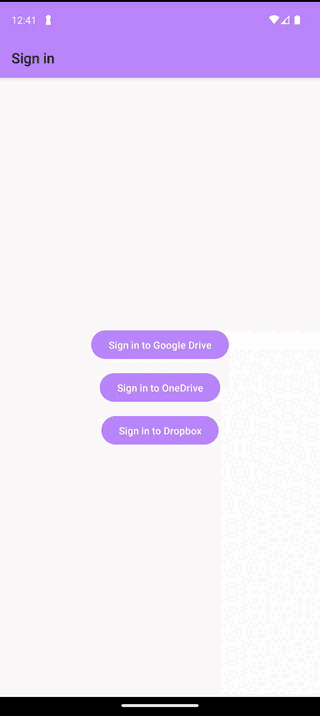 12:41
Sign in
Sign in to Google Drive
Sign in to OneDrive
Sign in to Dropbox